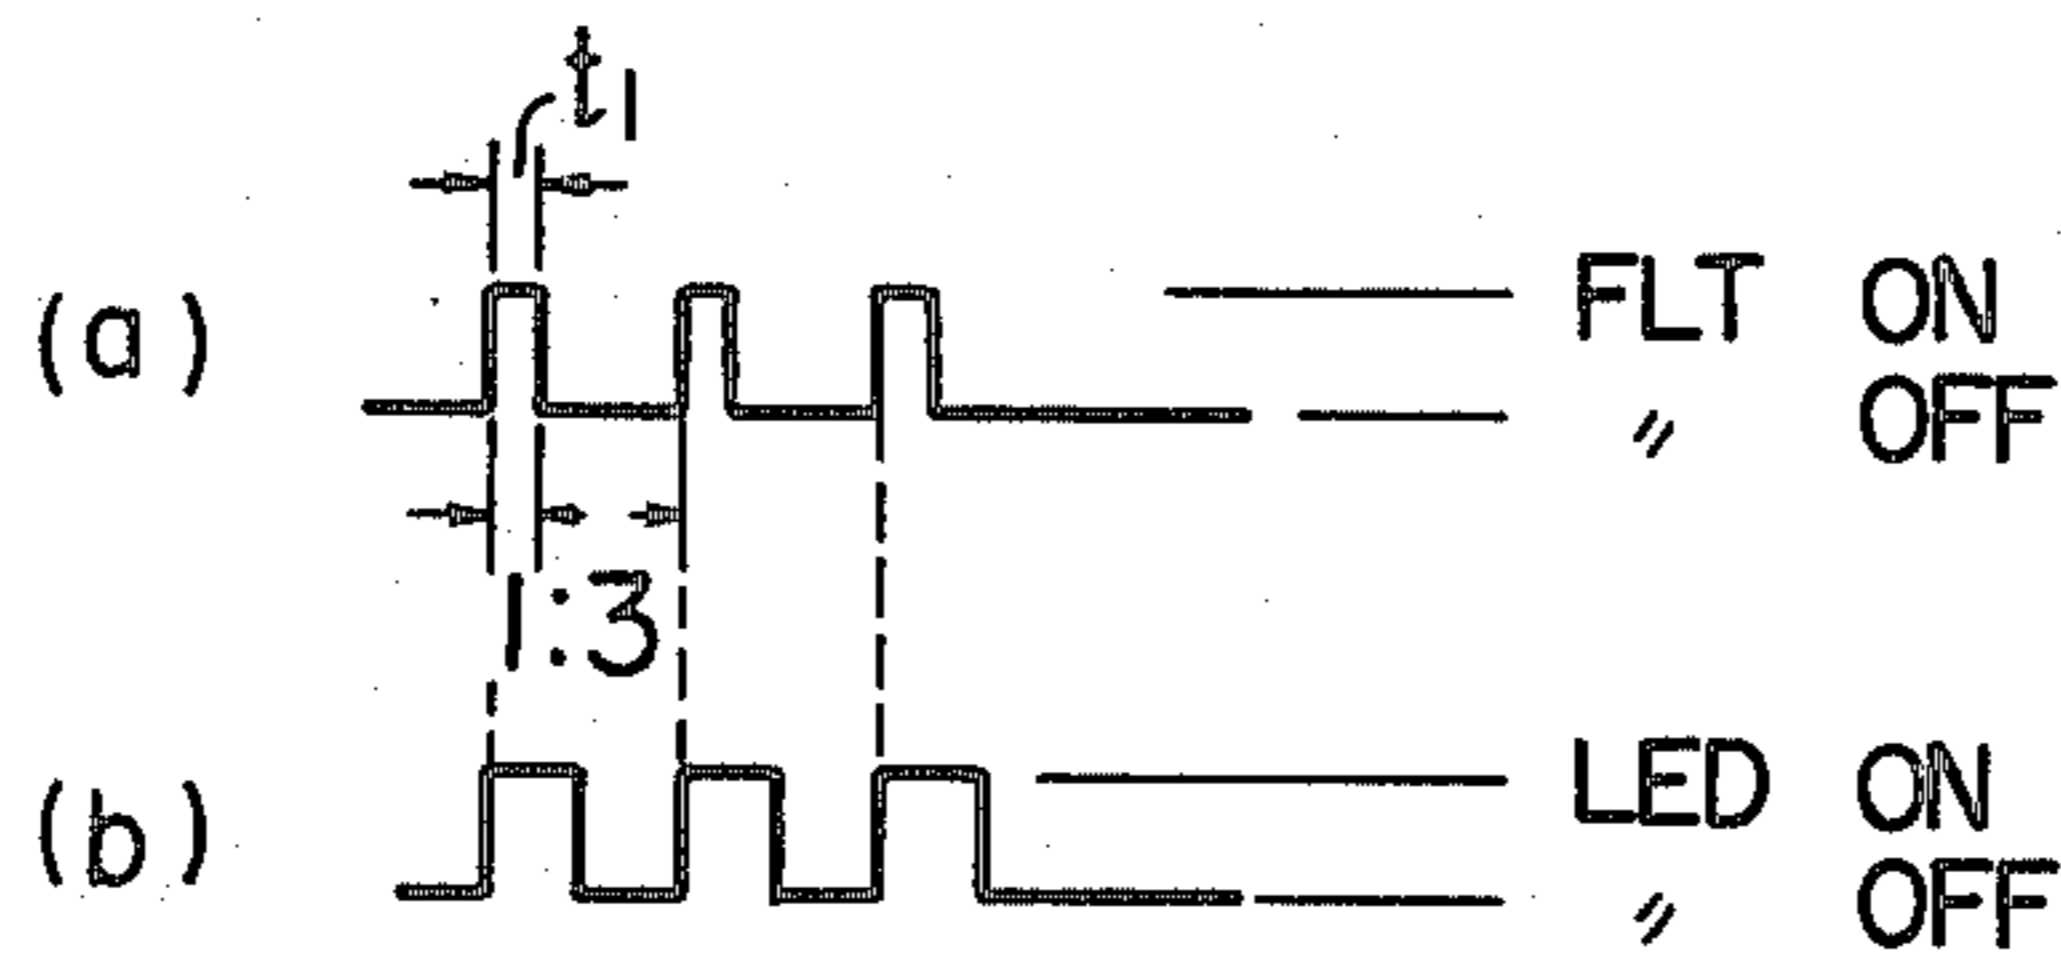 t1
(a) FLT ON
〃 OFF
1:3
(b) LED ON
〃 OFF